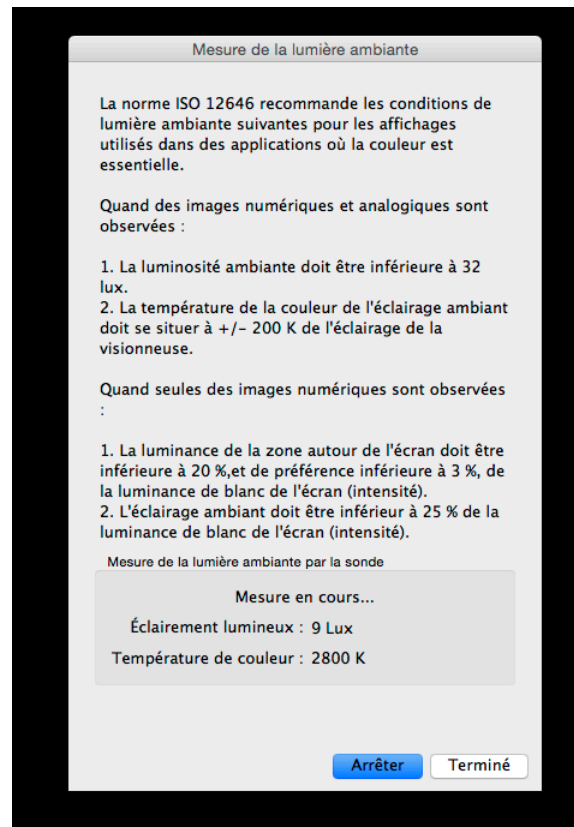 Mesure de la lumière ambiante
La norme ISO 12646 recommande les conditions de
lumière ambiante suivantes pour les affichages
utilisés dans des applications où la couleur est
essentielle.
Quand des images numériques et analogiques sont
observées :
1. La luminosité ambiante doit être inférieure à 32
lux.
2. La température de la couleur de l'éclairage ambiant
doit se situer à +/- 200 K de l'éclairage de la
visionneuse.
Quand seules des images numériques sont observées
:
1. La luminance de la zone autour de l'écran doit être
inférieure à 20 %,et de préférence inférieure à 3 %, de
la luminance de blanc de l'écran (intensité).
2. L'éclairage ambiant doit être inférieur à 25 % de la
luminance de blanc de l'écran (intensité).
Mesure de la lumière ambiante par la sonde
Mesure en cours...
Éclairement lumineux : 9 Lux
Température de couleur : 2800 K
Arrêter Terminé